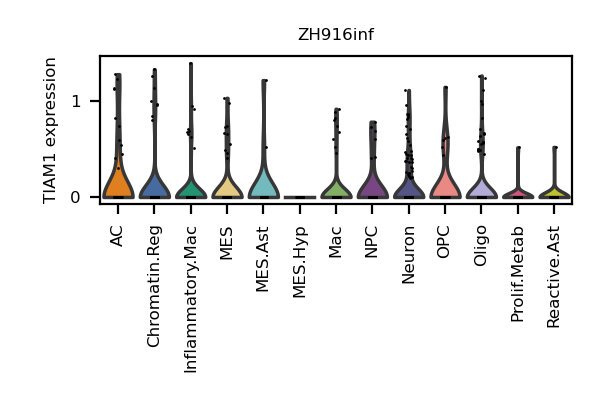 ZH916inf
TIAM1 expression
1
0
AC
Chromatin.Reg
Inflammatory.Mac
MES
MES.Ast
MES.Hyp
Mac
NPC
Neuron
OPC
Oligo
Prolif.Metab
Reactive.Ast